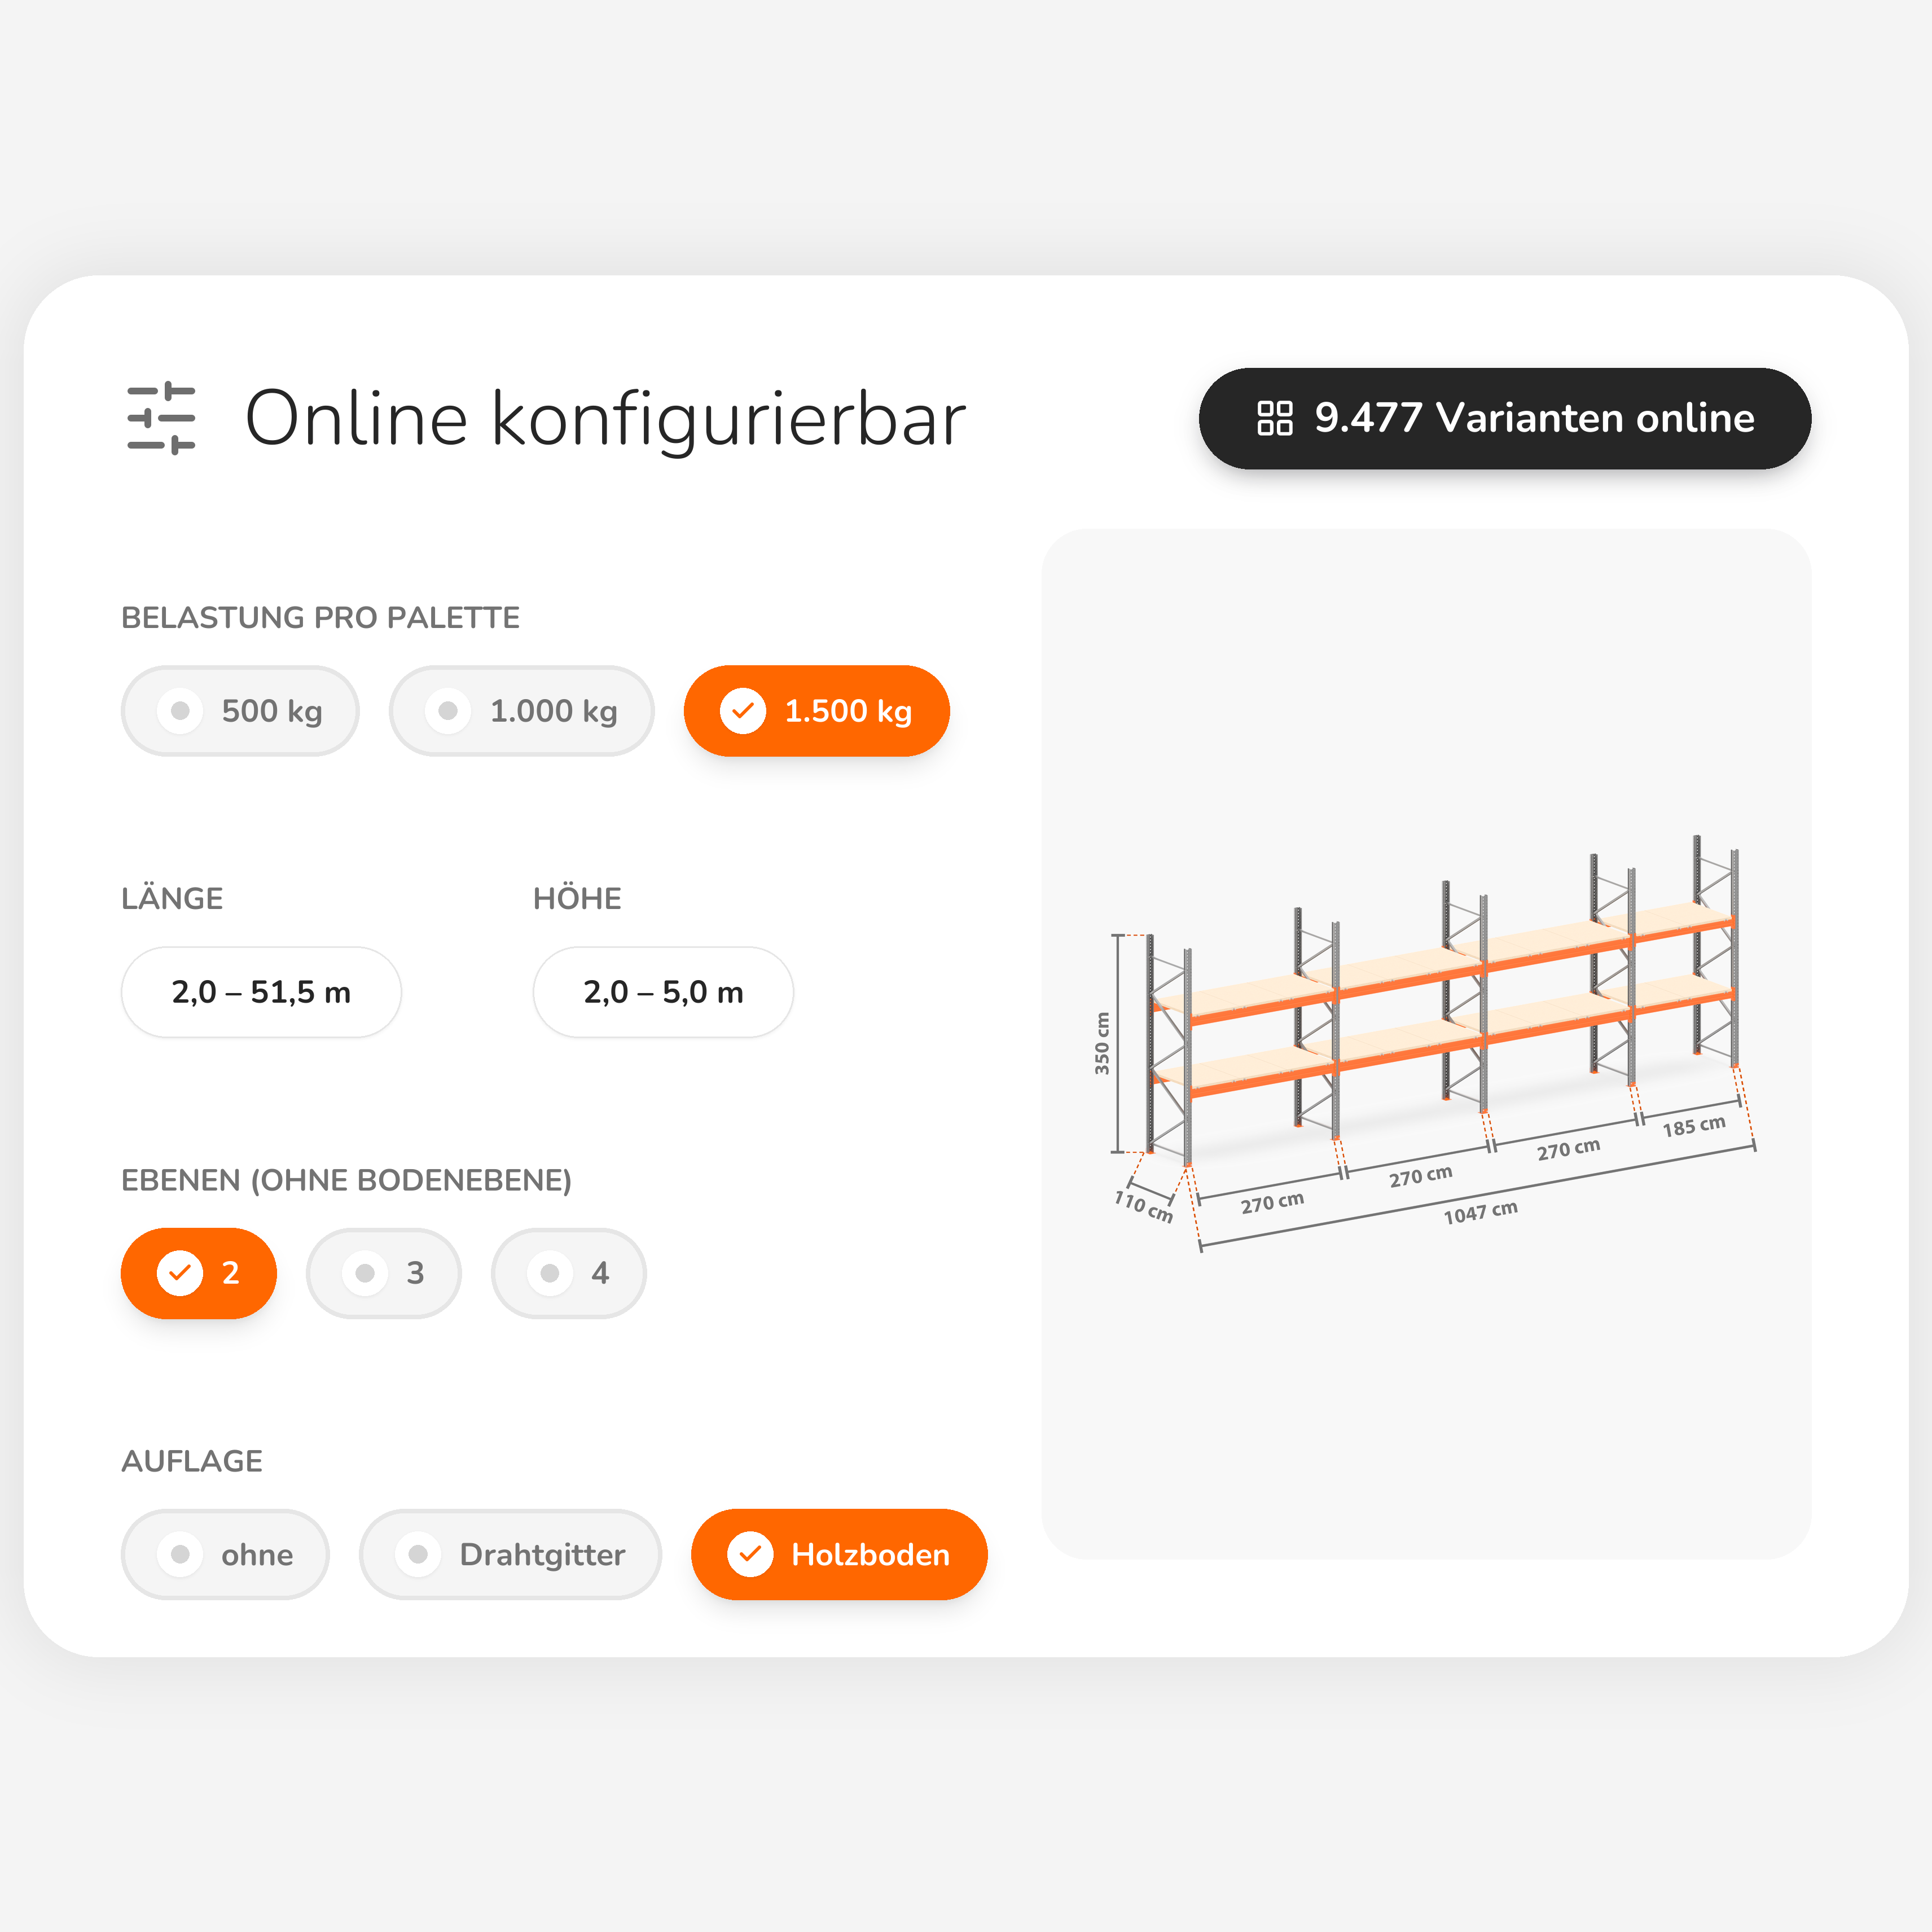 Online konfigurierbar
9.477 Varianten online
BELASTUNG PRO PALETTE
500 kg
1.000 kg
1.500 kg
LÄNGE
HÖHE
2,0 – 51,5 m
2,0 – 5,0 m
EBENEN (OHNE BODENEBENE)
2
3
4
AUFLAGE
ohne
Drahtgitter
Holzboden
350 cm
110 cm
270 cm
270 cm
270 cm
185 cm
1047 cm